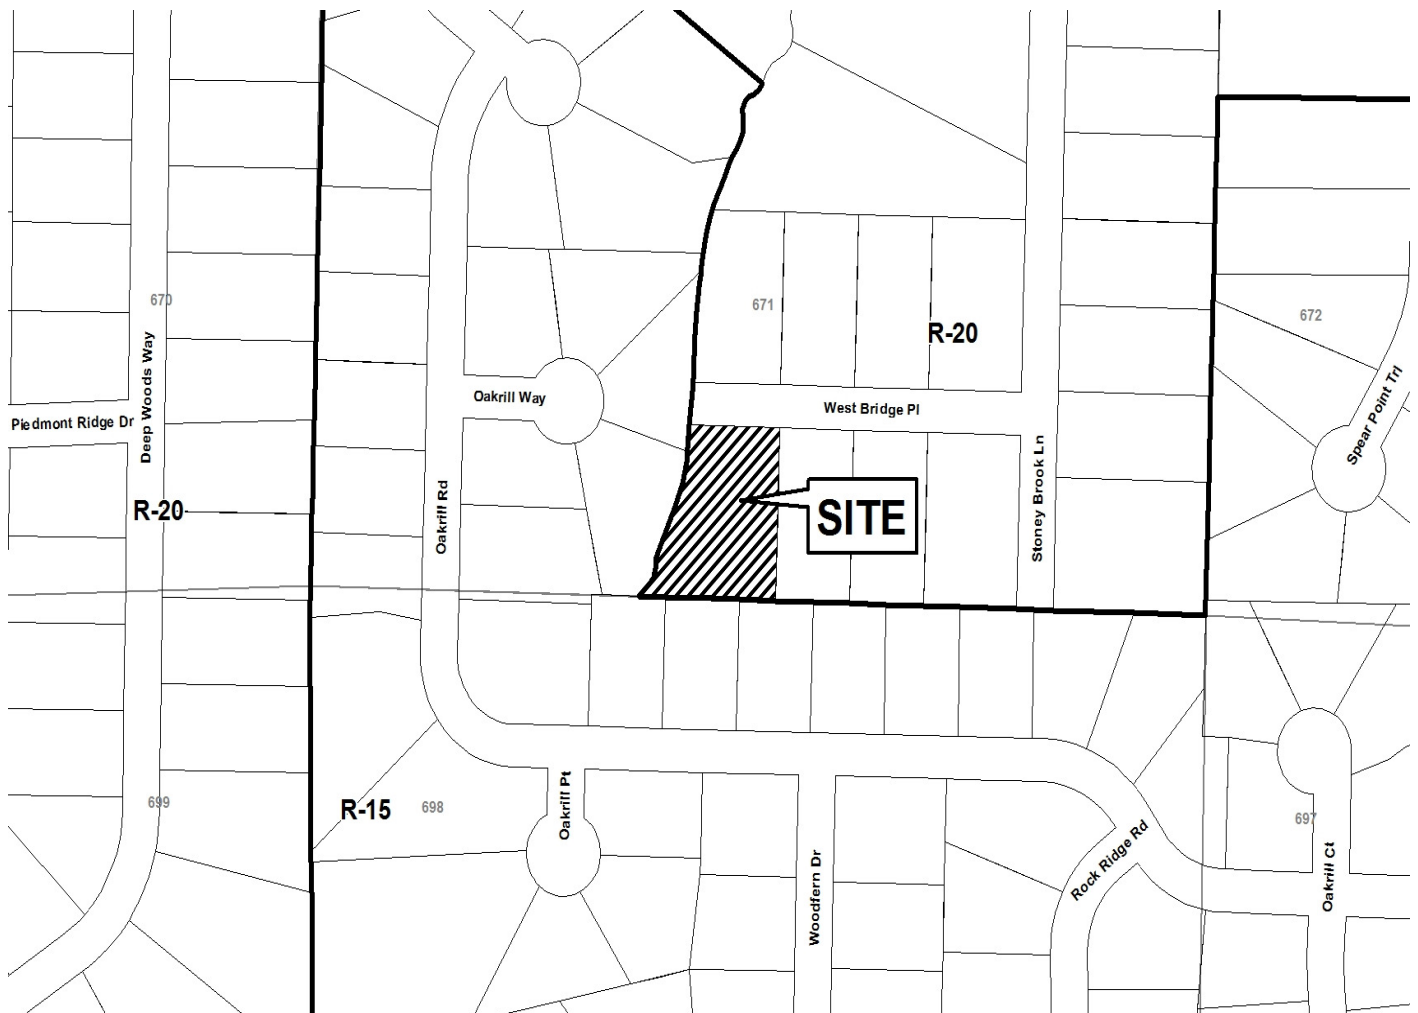 670
671
R-20
672
Deep Woods Way
Oakrill Way
West Bridge Pl
Piedmont Ridge Dr
Spear Point Trl
Oakrill Rd
Stoney Brook Ln
R-20
SITE
699
R-15
698
Oakrill Pt
697
Rock Ridge Rd
Woodfern Dr
Oakrill Ct